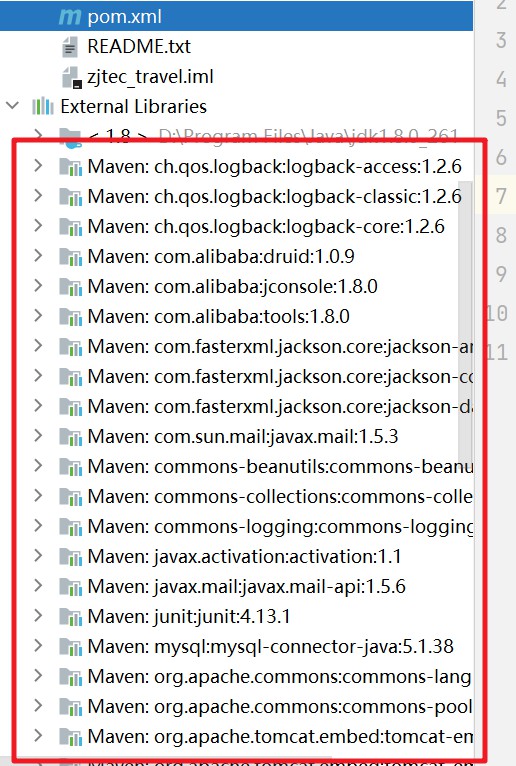 pom.xml
README.txt
zjtec_travel.iml
External Libraries
< 1.8 > D:\Program Files\Java\jdk1.8.0_261
Maven: ch.qos.logback:logback-access:1.2.6
Maven: ch.qos.logback:logback-classic:1.2.6
Maven: ch.qos.logback:logback-core:1.2.6
Maven: com.alibaba:druid:1.0.9
Maven: com.alibaba:jconsole:1.8.0
Maven: com.alibaba:tools:1.8.0
Maven: com.fasterxml.jackson.core:jackson-an
Maven: com.fasterxml.jackson.core:jackson-co
Maven: com.fasterxml.jackson.core:jackson-da
Maven: com.sun.mail:javax.mail:1.5.3
Maven: commons-beanutils:commons-beanu
Maven: commons-collections:commons-colle
Maven: commons-logging:commons-logging
Maven: javax.activation:activation:1.1
Maven: javax.mail:javax.mail-api:1.5.6
Maven: junit:junit:4.13.1
Maven: mysql:mysql-connector-java:5.1.38
Maven: org.apache.commons:commons-lang
Maven: org.apache.commons:commons-pool
Maven: org.apache.tomcat.embed:tomcat-em
Maven: org.apache.tomcat.embed:tomcat-em
2
3
4
5
6
7
8
9
10
11